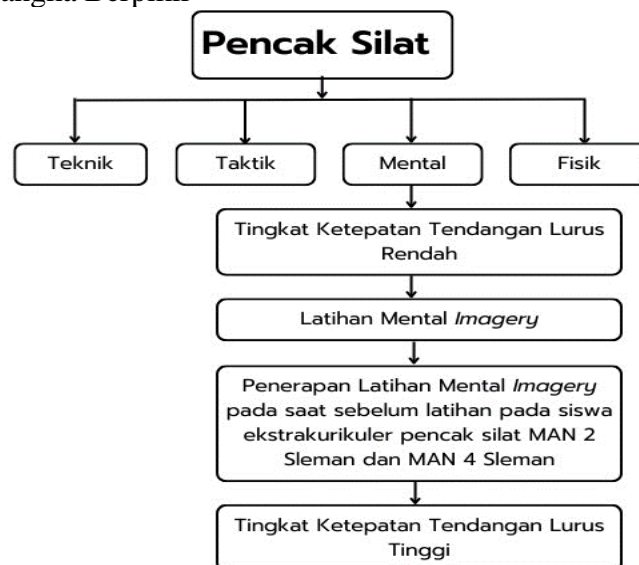 Pencak Silat
Teknik
Taktik
Mental
Fisik
Tingkat Ketepatan Tendangan Lurus
Rendah
Latihan Mental Imagery
Penerapan Latihan Mental Imagery
pada saat sebelum latihan pada siswa
ekstrakurikuler pencak silat MAN 2
Sleman dan MAN 4 Sleman
Tingkat Ketepatan Tendangan Lurus
Tinggi